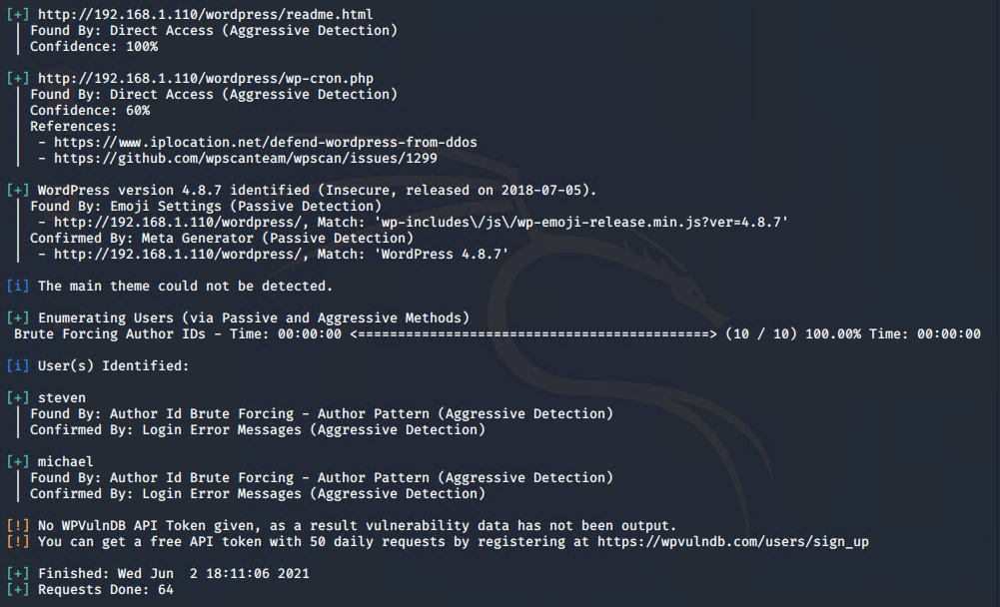 [+] http://192.168.1.110/wordpress/readme.html
| Found By: Direct Access (Aggressive Detection)
| Confidence: 100%
[+] http://192.168.1.110/wordpress/wp-cron.php
| Found By: Direct Access (Aggressive Detection)
| Confidence: 60%
| References:
|  - https://www.iplocation.net/defend-wordpress-from-ddos
|  - https://github.com/wpscanteam/wpscan/issues/1299
[+] WordPress version 4.8.7 identified (Insecure, released on 2018-07-05).
| Found By: Emoji Settings (Passive Detection)
|  - http://192.168.1.110/wordpress/, Match: 'wp-includes\/js\/wp-emoji-release.min.js?ver=4.8.7'
| Confirmed By: Meta Generator (Passive Detection)
|  - http://192.168.1.110/wordpress/, Match: 'WordPress 4.8.7'
[i] The main theme could not be detected.
[+] Enumerating Users (via Passive and Aggressive Methods)
Brute Forcing Author IDs - Time: 00:00:00 <============================================> (10 / 10) 100.00% Time: 00:00:00
[i] User(s) Identified:
[+] steven
| Found By: Author Id Brute Forcing - Author Pattern (Aggressive Detection)
| Confirmed By: Login Error Messages (Aggressive Detection)
[+] michael
| Found By: Author Id Brute Forcing - Author Pattern (Aggressive Detection)
| Confirmed By: Login Error Messages (Aggressive Detection)
[!] No WPVulnDB API Token given, as a result vulnerability data has not been output.
[!] You can get a free API token with 50 daily requests by registering at https://wpvulndb.com/users/sign_up
[+] Finished: Wed Jun  2 18:11:06 2021
[+] Requests Done: 64